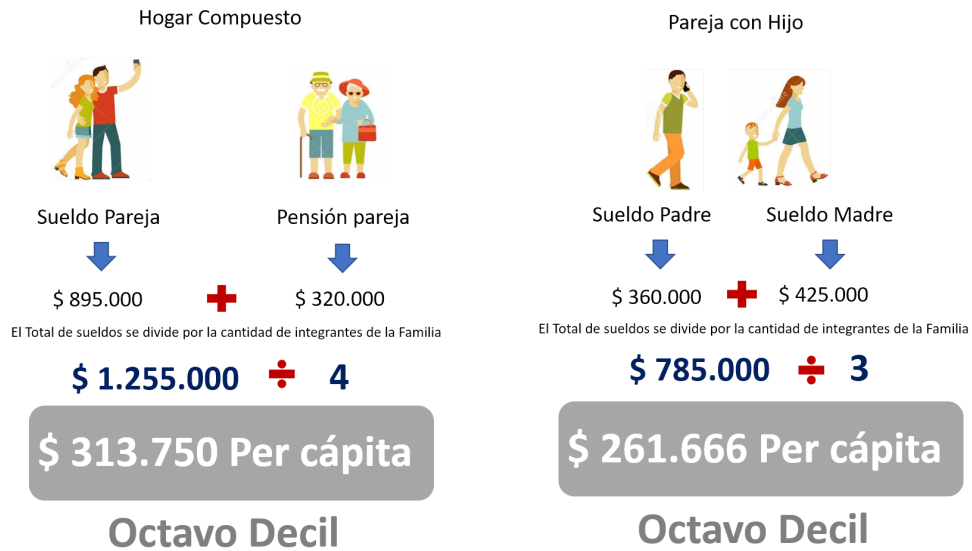 Hogar Compuesto
Sueldo Pareja
Pensión pareja
$ 895.000
$ 320.000
El Total de sueldos se divide por la cantidad de integrantes de la Familia
$ 1.255.000 ÷ 4
$ 313.750 Per cápita
Octavo Decil
Pareja con Hijo
Sueldo Padre
Sueldo Madre
$ 360.000
$ 425.000
El Total de sueldos se divide por la cantidad de integrantes de la Familia
$ 785.000 ÷ 3
$ 261.666 Per cápita
Octavo Decil